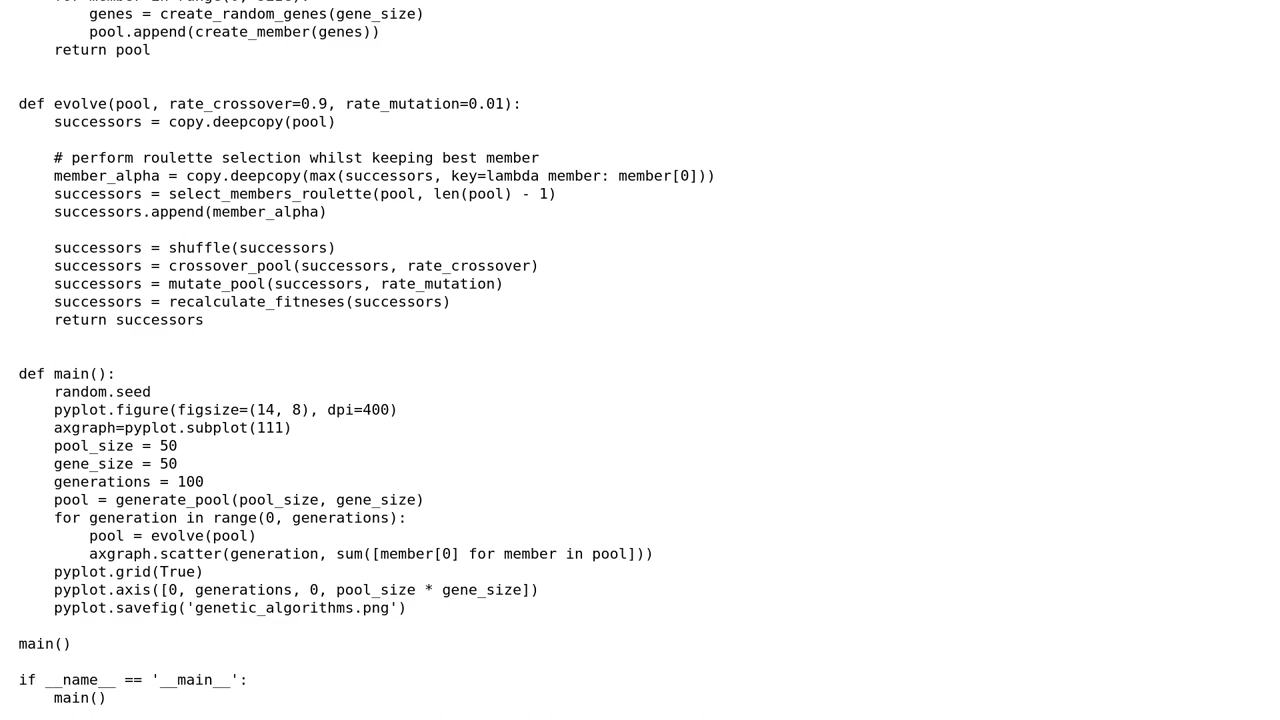 genes = create_random_genes(gene_size)
        pool.append(create_member(genes))
    return pool


def evolve(pool, rate_crossover=0.9, rate_mutation=0.01):
    successors = copy.deepcopy(pool)

    # perform roulette selection whilst keeping best member
    member_alpha = copy.deepcopy(max(successors, key=lambda member: member[0]))
    successors = select_members_roulette(pool, len(pool) - 1)
    successors.append(member_alpha)

    successors = shuffle(successors)
    successors = crossover_pool(successors, rate_crossover)
    successors = mutate_pool(successors, rate_mutation)
    successors = recalculate_fitneses(successors)
    return successors


def main():
    random.seed
    pyplot.figure(figsize=(14, 8), dpi=400)
    axgraph=pyplot.subplot(111)
    pool_size = 50
    gene_size = 50
    generations = 100
    pool = generate_pool(pool_size, gene_size)
    for generation in range(0, generations):
        pool = evolve(pool)
        axgraph.scatter(generation, sum([member[0] for member in pool]))
    pyplot.grid(True)
    pyplot.axis([0, generations, 0, pool_size * gene_size])
    pyplot.savefig('genetic_algorithms.png')

main()

if __name__ == '__main__':
    main()